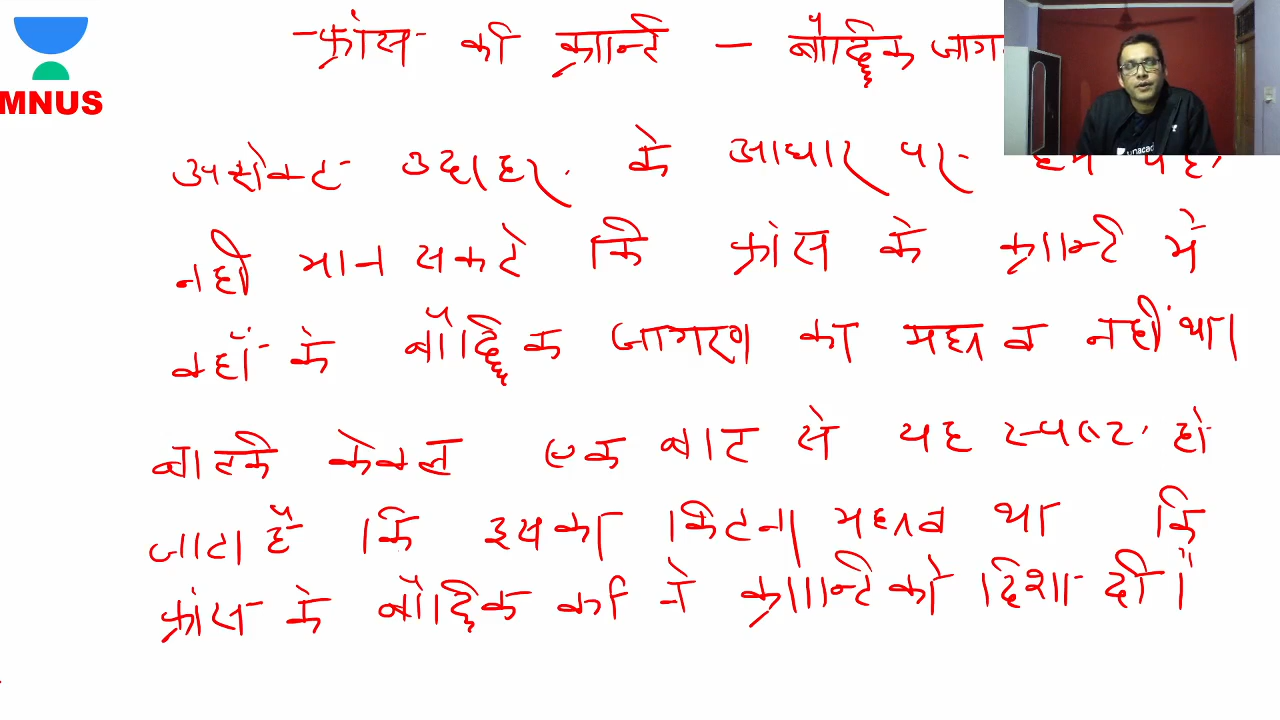 MNUS
फ्रांस की क्रान्ति - बौद्धिक जाग
उपरोक्त उदाहर. के आधार पर हम यह
नही मान सकते कि फ्रांस के क्रान्ति में
वहाँ के बौद्धिक जागरण का महत्व नहीं था।
बल्कि केवल एक बात से यह स्पष्ट हो
जाता है कि इसका कितना महत्व था कि
फ्रांस के बौद्धिक वर्ग ने क्रान्ति को दिशा दी।"